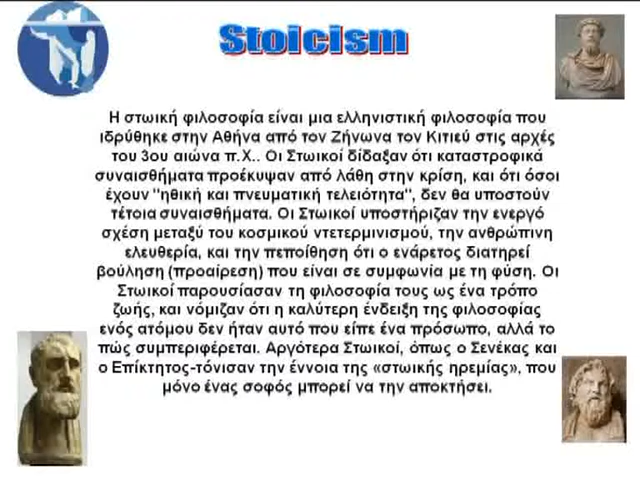 Stoicism
Η στωική φιλοσοφία είναι μια ελληνιστική φιλοσοφία που
ιδρύθηκε στην Αθήνα από τον Ζήνωνα τον Κιτιεύ στις αρχές
του 3ου αιώνα π.Χ.. Οι Στωικοί δίδαξαν ότι καταστροφικά
συναισθήματα προέκυψαν από λάθη στην κρίση, και ότι όσοι
έχουν "ηθική και πνευματική τελειότητα", δεν θα υποστούν
τέτοια συναισθήματα. Οι Στωικοί υποστήριζαν την ενεργό
σχέση μεταξύ του κοσμικού ντετερμινισμού, την ανθρώπινη
ελευθερία, και την πεποίθηση ότι ο ενάρετος διατηρεί
βούληση (προαίρεση) που είναι σε συμφωνία με τη φύση. Οι
Στωικοί παρουσίασαν τη φιλοσοφία τους ως ένα τρόπο
ζωής, και νόμιζαν ότι η καλύτερη ένδειξη της φιλοσοφίας
ενός ατόμου δεν ήταν αυτό που είπε ένα πρόσωπο, αλλά το
πώς συμπεριφέρεται. Αργότερα Στωικοί, όπως ο Σενέκας και
ο Επίκτητος-τόνισαν την έννοια της «στωικής ηρεμίας», που
μόνο ένας σοφός μπορεί να την αποκτήσει.